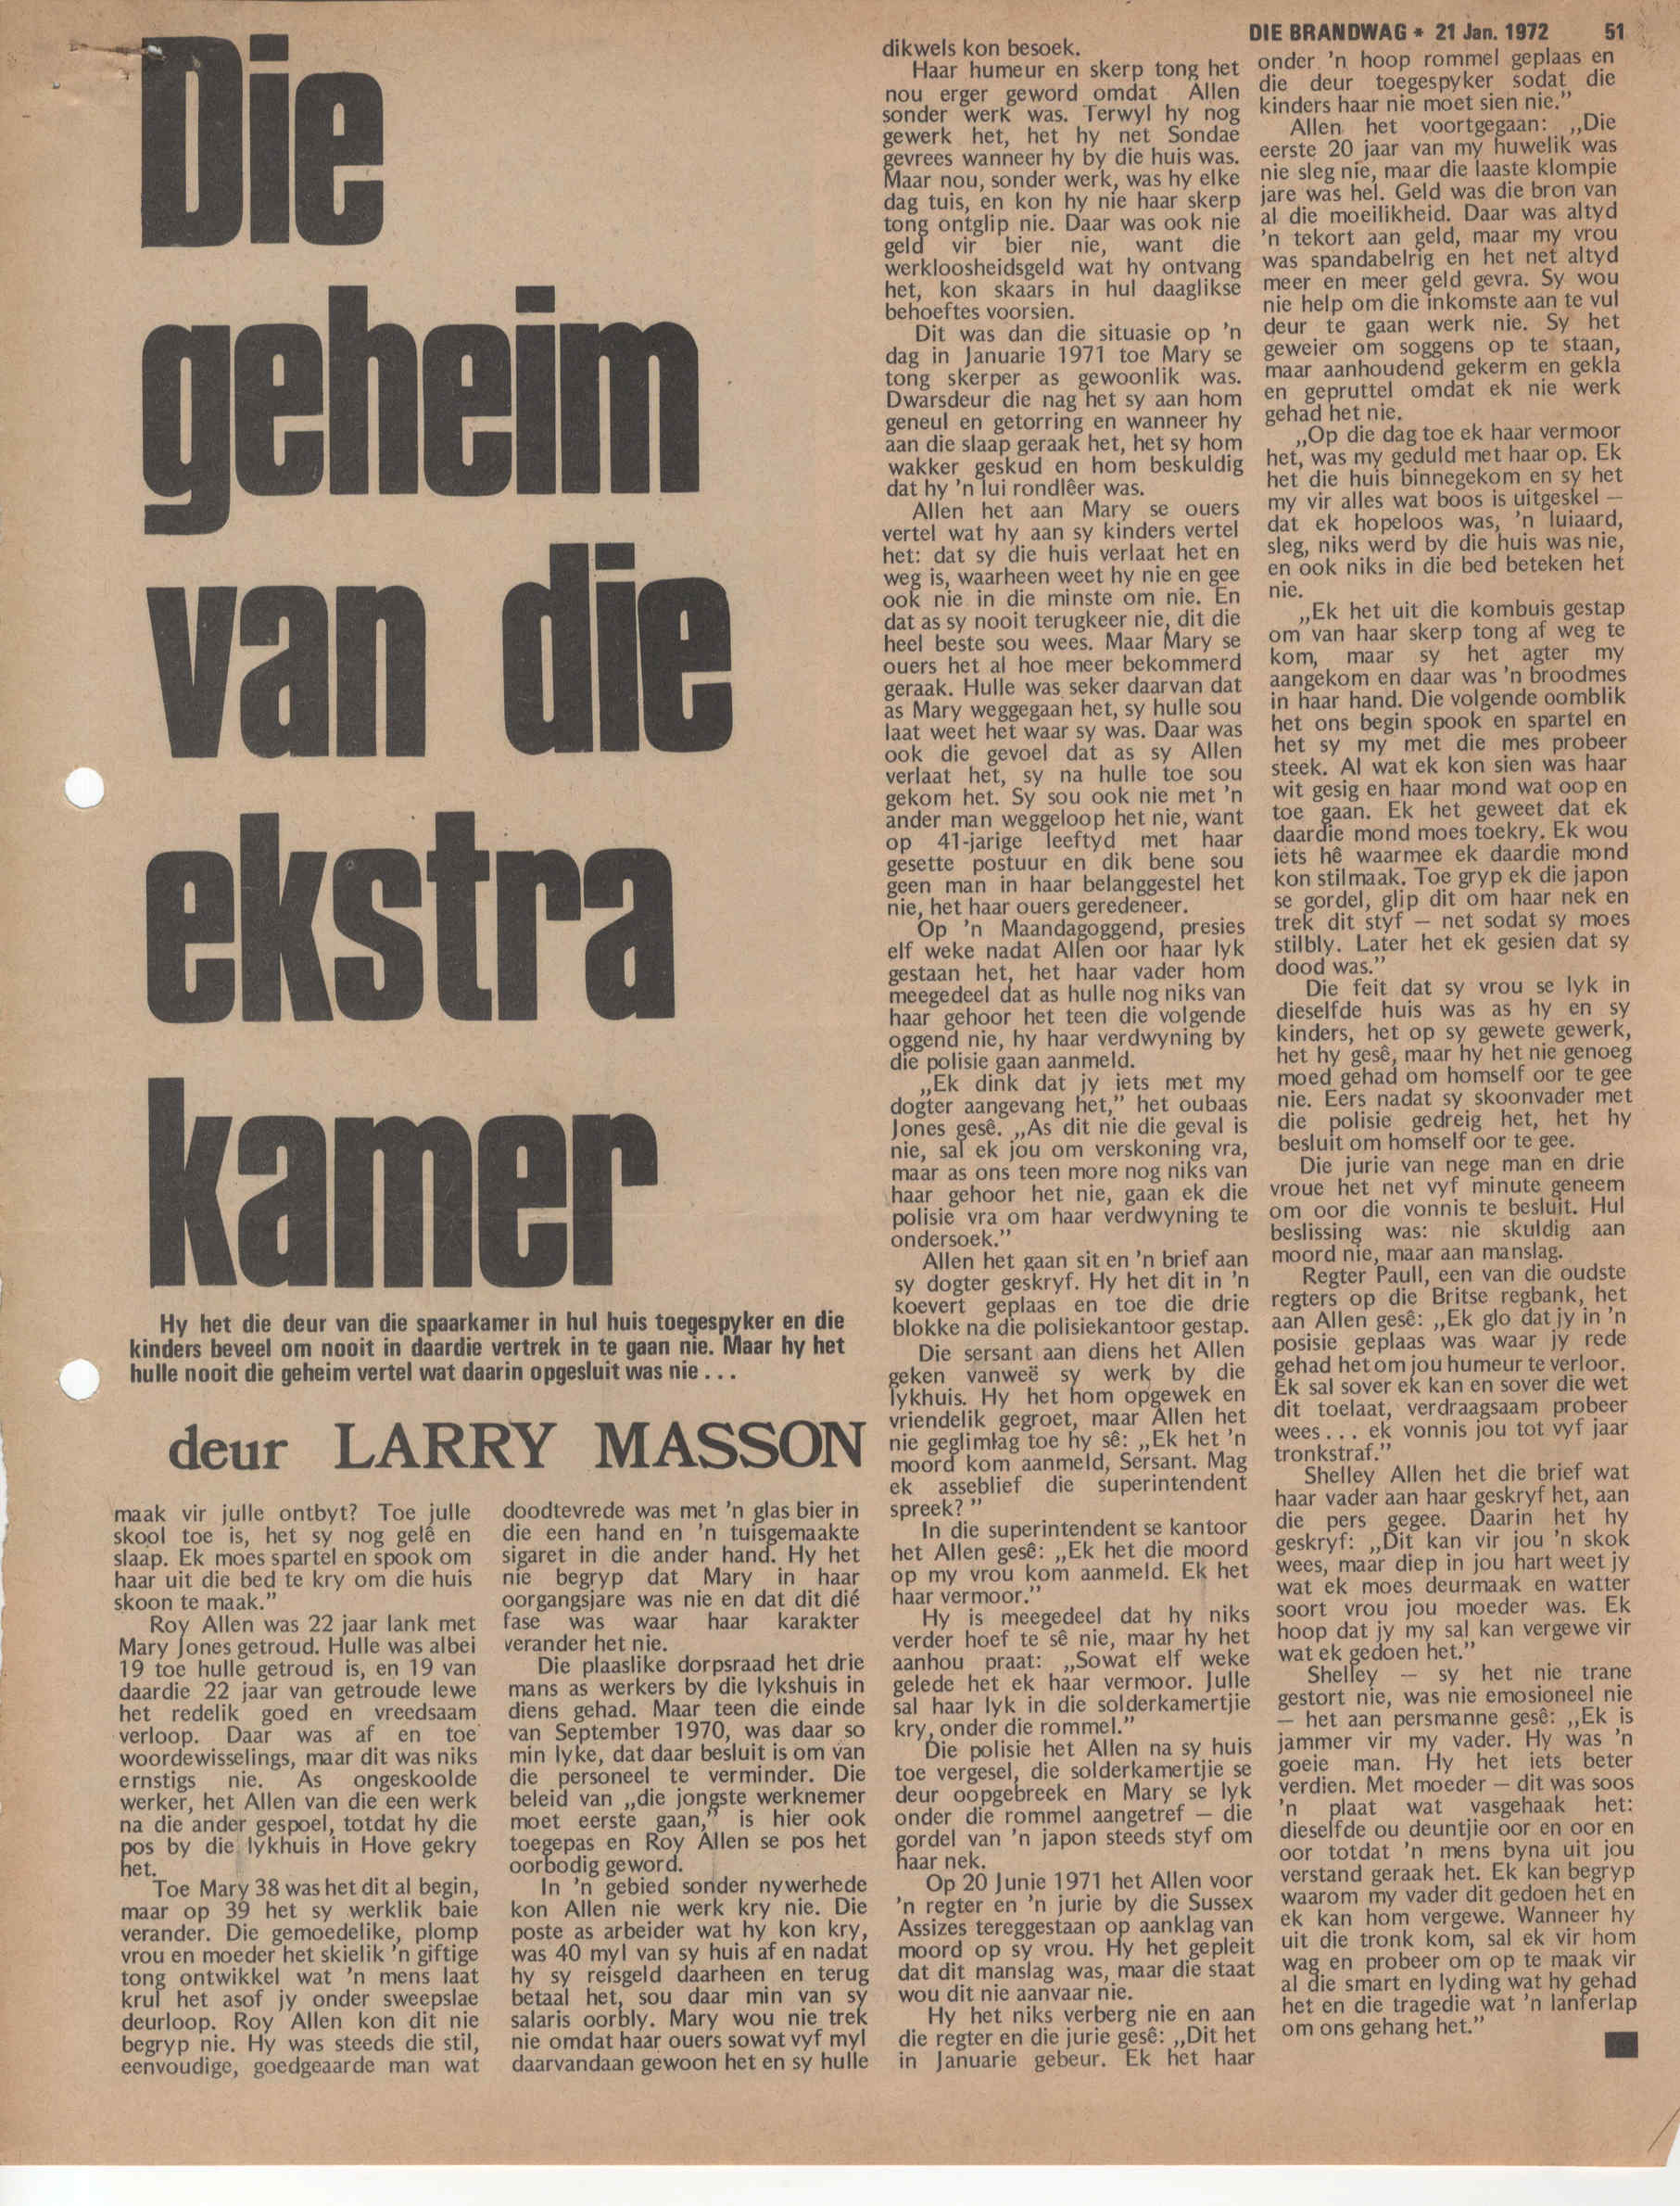 DIE BRANDWAG * 21 Jan. 1972 51
Die
geheim
van die
ekstra
kamer
Hy het die deur van die spaarkamer in hul huis toegespyker en die
kinders beveel om nooit in daardie vertrek in te gaan nie. Maar hy het
hulle nooit die geheim vertel wat daarin opgesluit was nie . . .
deur LARRY MASSON
maak vir julle ontbyt? Toe julle
skool toe is, het sy nog gelê en
slaap. Ek moes spartel en spook om
haar uit die bed te kry om die huis
skoon te maak.”
Roy Allen was 22 jaar lank met
Mary Jones getroud. Hulle was albei
19 toe hulle getroud is, en 19 van
daardie 22 jaar van getroude lewe
het redelik goed en vreedsaam
verloop. Daar was af en toe
woordewisselings, maar dit was niks
ernstigs nie. As ongeskoolde
werker, het Allen van die een werk
na die ander gespoel, totdat hy die
pos by die lykhuis in Hove gekry
het.
Toe Mary 38 was het dit al begin,
maar op 39 het sy werklik baie
verander. Die gemoedelike, plomp
vrou en moeder het skielik ’n giftige
tong ontwikkel wat ’n mens laat
krul het asof jy onder sweepslae
deurloop. Roy Allen kon dit nie
begryp nie. Hy was steeds die stil,
eenvoudige, goedgeaarde man wat
doodtevrede was met ’n glas bier in
die een hand en ’n tuisgemaakte
sigaret in die ander hand. Hy het
nie begryp dat Mary in haar
oorgangsjare was nie en dat dit dié
fase was waar haar karakter
verander het nie.
Die plaaslike dorpsraad het drie
mans as werkers by die lykshuis in
diens gehad. Maar teen die einde
van September 1970, was daar so
min lyke, dat daar besluit is om van
die personeel te verminder. Die
beleid van „die jongste werknemer
moet eerste gaan,” is hier ook
toegepas en Roy Allen se pos het
oorbodig geword.
In ’n gebied sonder nywerhede
kon Allen nie werk kry nie. Die
poste as arbeider wat hy kon kry,
was 40 myl van sy huis af en nadat
hy sy reisgeld daarheen en terug
betaal het, sou daar min van sy
salaris oorbly. Mary wou nie trek
nie omdat haar ouers sowat vyf myl
daarvandaan gewoon het en sy hulle
dikwels kon besoek.
Haar humeur en skerp tong het
nou erger geword omdat Allen
sonder werk was. Terwyl hy nog
gewerk het, het hy net Sondae
gevrees wanneer hy by die huis was.
Maar nou, sonder werk, was hy elke
dag tuis, en kon hy nie haar skerp
tong ontglip nie. Daar was ook nie
geld vir bier nie, want die
werkloosheidsgeld wat hy ontvang
het, kon skaars in hul daaglikse
behoeftes voorsien.
Dit was dan die situasie op ’n
dag in Januarie 1971 toe Mary se
tong skerper as gewoonlik was.
Dwarsdeur die nag het sy aan hom
geneul en getorring en wanneer hy
aan die slaap geraak het, het sy hom
wakker geskud en hom beskuldig
dat hy ’n lui rondlêer was.
Allen het aan Mary se ouers
vertel wat hy aan sy kinders vertel
het: dat sy die huis verlaat het en
weg is, waarheen weet hy nie en gee
ook nie in die minste om nie. En
dat as sy nooit terugkeer nie, dit die
heel beste sou wees. Maar Mary se
ouers het al hoe meer bekommerd
geraak. Hulle was seker daarvan dat
as Mary weggegaan het, sy hulle sou
laat weet het waar sy was. Daar was
ook die gevoel dat as sy Allen
verlaat het, sy na hulle toe sou
gekom het. Sy sou ook nie met ’n
ander man weggeloop het nie, want
op 41-jarige leeftyd met haar
gesette postuur en dik bene sou
geen man in haar belanggestel het
nie, het haar ouers geredeneer.
Op ’n Maandagoggend, presies
elf weke nadat Allen oor haar lyk
gestaan het, het haar vader hom
meegedeel dat as hulle nog niks van
haar gehoor het teen die volgende
oggend nie, hy haar verdwyning by
die polisie gaan aanmeld.
„Ek dink dat jy iets met my
dogter aangevang het,” het oubaas
Jones gesê. „As dit nie die geval is
nie, sal ek jou om verskoning vra,
maar as ons teen more nog niks van
haar gehoor het nie, gaan ek die
polisie vra om haar verdwyning te
ondersoek.”
Allen het gaan sit en ’n brief aan
sy dogter geskryf. Hy het dit in ’n
koevert geplaas en toe die drie
blokke na die polisiekantoor gestap.
Die sersant aan diens het Allen
geken vanweë sy werk by die
lykhuis. Hy het hom opgewek en
vriendelik gegroet, maar Allen het
nie geglimlag toe hy sê: „Ek het ’n
moord kom aanmeld, Sersant. Mag
ek asseblief die superintendent
spreek? ”
In die superintendent se kantoor
het Allen gesê: „Ek het die moord
op my vrou kom aanmeld. Ek het
haar vermoor.”
Hy is meegedeel dat hy niks
verder hoef te sê nie, maar hy het
aanhou praat: „Sowat elf weke
gelede het ek haar vermoor. Julle
sal haar lyk in die solderkamertjie
kry, onder die rommel.”
Die polisie het Allen na sy huis
toe vergesel, die solderkamertjie se
deur oopgebreek en Mary se lyk
onder die rommel aangetref — die
gordel van ’n japon steeds styf om
haar nek.
Op 20 Junie 1971 het Allen voor
’n regter en ’n jurie by die Sussex
Assizes tereggestaan op aanklag van
moord op sy vrou. Hy het gepleit
dat dit manslag was, maar die staat
wou dit nie aanvaar nie.
Hy het niks verberg nie en aan
die regter en die jurie gesê: „Dit het
in Januarie gebeur. Ek het haar
onder ’n hoop rommel geplaas en
die deur toegespyker sodat die
kinders haar nie moet sien nie.”
Allen het voortgegaan: „Die
eerste 20 jaar van my huwelik was
nie sleg nie, maar die laaste klompie
jare was hel. Geld was die bron van
al die moeilikheid. Daar was altyd
’n tekort aan geld, maar my vrou
was spandabelrig en het net altyd
meer en meer geld gevra. Sy wou
nie help om die inkomste aan te vul
deur te gaan werk nie. Sy het
geweier om soggens op te staan,
maar aanhoudend gekerm en gekla
en gepruttel omdat ek nie werk
gehad het nie.
„Op die dag toe ek haar vermoor
het, was my geduld met haar op. Ek
het die huis binnegekom en sy het
my vir alles wat boos is uitgeskel —
dat ek hopeloos was, ’n luiaard,
sleg, niks werd by die huis was nie,
en ook niks in die bed beteken het
nie.
„Ek het uit die kombuis gestap
om van haar skerp tong af weg te
kom, maar sy het agter my
aangekom en daar was ’n broodmes
in haar hand. Die volgende oomblik
het ons begin spook en spartel en
het sy my met die mes probeer
steek. Al wat ek kon sien was haar
wit gesig en haar mond wat oop en
toe gaan. Ek het geweet dat ek
daardie mond moes toekry. Ek wou
iets hê waarmee ek daardie mond
kon stilmaak. Toe gryp ek die japon
se gordel, glip dit om haar nek en
trek dit styf — net sodat sy moes
stilbly. Later het ek gesien dat sy
dood was.”
Die feit dat sy vrou se lyk in
dieselfde huis was as hy en sy
kinders, het op sy gewete gewerk,
het hy gesê, maar hy het nie genoeg
moed gehad om homself oor te gee
nie. Eers nadat sy skoonvader met
die polisie gedreig het, het hy
besluit om homself oor te gee.
Die jurie van nege man en drie
vroue het net vyf minute geneem
om oor die vonnis te besluit. Hul
beslissing was: nie skuldig aan
moord nie, maar aan manslag.
Regter Paull, een van die oudste
regters op die Britse regbank, het
aan Allen gesê: „Ek glo dat jy in ’n
posisie geplaas was waar jy rede
gehad het om jou humeur te verloor.
Ek sal sover ek kan en sover die wet
dit toelaat, verdraagsaam probeer
wees . . . ek vonnis jou tot vyf jaar
tronkstraf.”
Shelley Allen het die brief wat
haar vader aan haar geskryf het, aan
die pers gegee. Daarin het hy
geskryf: „Dit kan vir jou ’n skok
wees, maar diep in jou hart weet jy
wat ek moes deurmaak en watter
soort vrou jou moeder was. Ek
hoop dat jy my sal kan vergewe vir
wat ek gedoen het.”
Shelley — sy het nie trane
gestort nie, was nie emosioneel nie
— het aan persmanne gesê: „Ek is
jammer vir my vader. Hy was ’n
goeie man. Hy het iets beter
verdien. Met moeder — dit was soos
’n plaat wat vasgehaak het:
dieselfde ou deuntjie oor en oor en
oor totdat ’n mens byna uit jou
verstand geraak het. Ek kan begryp
waarom my vader dit gedoen het en
ek kan hom vergewe. Wanneer hy
uit die tronk kom, sal ek vir hom
wag en probeer om op te maak vir
al die smart en lyding wat hy gehad
het en die tragedie wat ’n lanferlap
om ons gehang het.”